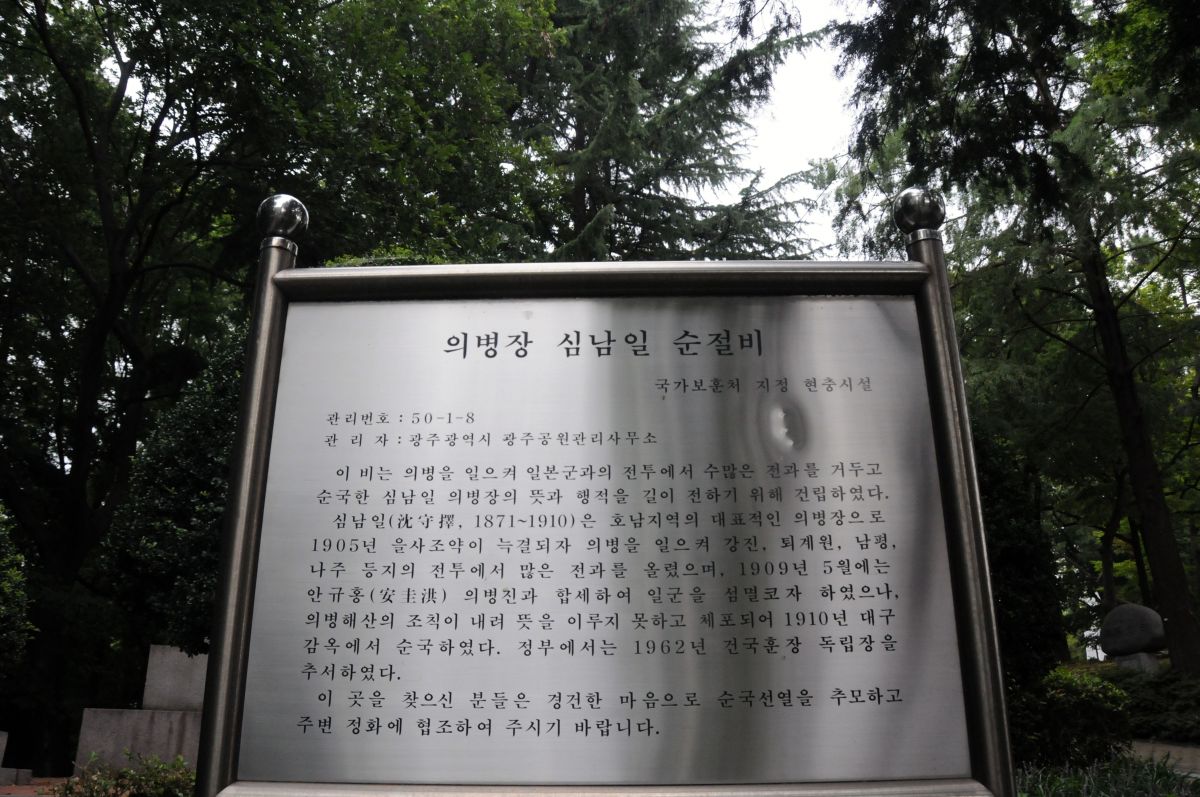 의병장 심남일 순절비
국가보훈처 지정 현충시설
관리번호 : 50-1-8
관 리 자 : 광주광역시 광주공원관리사무소
이 비는 의병을 일으켜 일본군과의 전투에서 수많은 전과를 거두고
순국한 심남일 의병장의 뜻과 행적을 길이 전하기 위해 건립하였다.
심남일(沈守擇, 1871~1910)은 호남지역의 대표적인 의병장으로
1905년 을사조약이 늑결되자 의병을 일으켜 강진, 퇴계원, 남평,
나주 등지의 전투에서 많은 전과를 올렸으며, 1909년 5월에는
안규홍(安圭洪) 의병진과 합세하여 일군을 섬멸코자 하였으나,
의병해산의 조칙이 내려 뜻을 이루지 못하고 체포되어 1910년 대구
감옥에서 순국하였다. 정부에서는 1962년 건국훈장 독립장을
추서하였다.
이 곳을 찾으신 분들은 경건한 마음으로 순국선열을 추모하고
주변 정화에 협조하여 주시기 바랍니다.